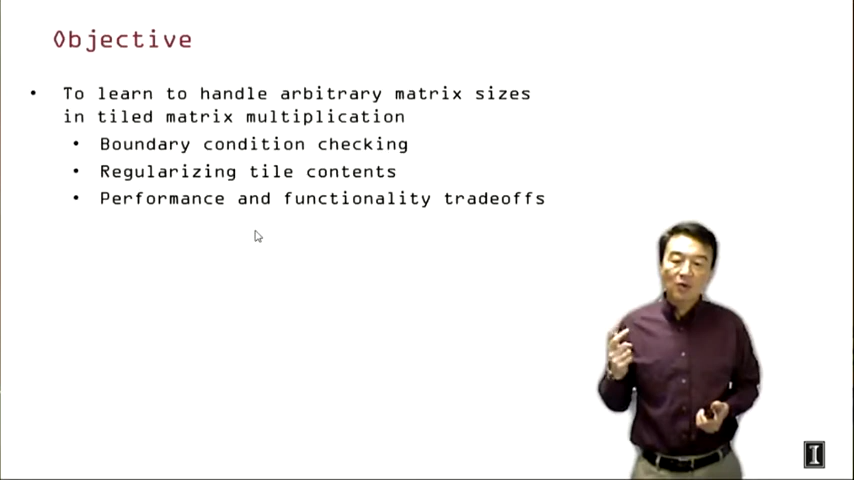 Objective
• To learn to handle arbitrary matrix sizes
in tiled matrix multiplication
• Boundary condition checking
• Regularizing tile contents
• Performance and functionality tradeoffs
I